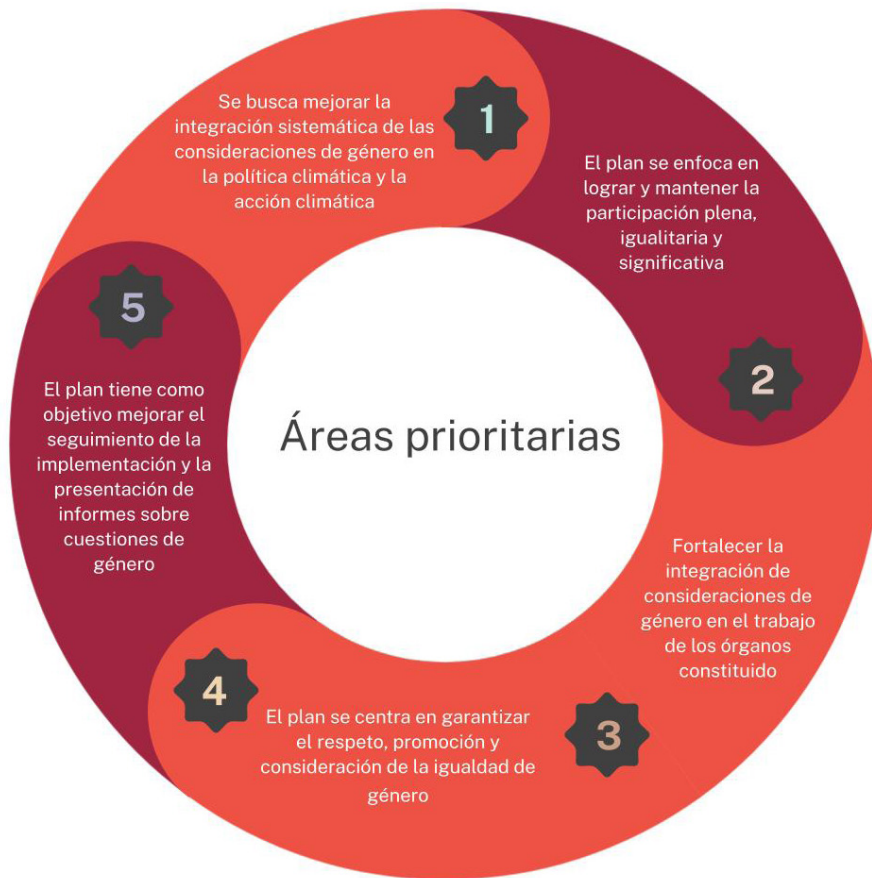 Áreas prioritarias
1
Se busca mejorar la
integración sistemática de las
consideraciones de género en
la política climática y la
acción climática
El plan se enfoca en
lograr y mantener la
participación plena,
igualitaria y
significativa
2
Fortalecer la
integración de
consideraciones de
género en el trabajo
de los órganos
constituido
3
El plan se centra en garantizar
el respeto, promoción y
consideración de la igualdad de
género
4
5
El plan tiene como
objetivo mejorar el
seguimiento de la
implementación y la
presentación de
informes sobre
cuestiones de
género